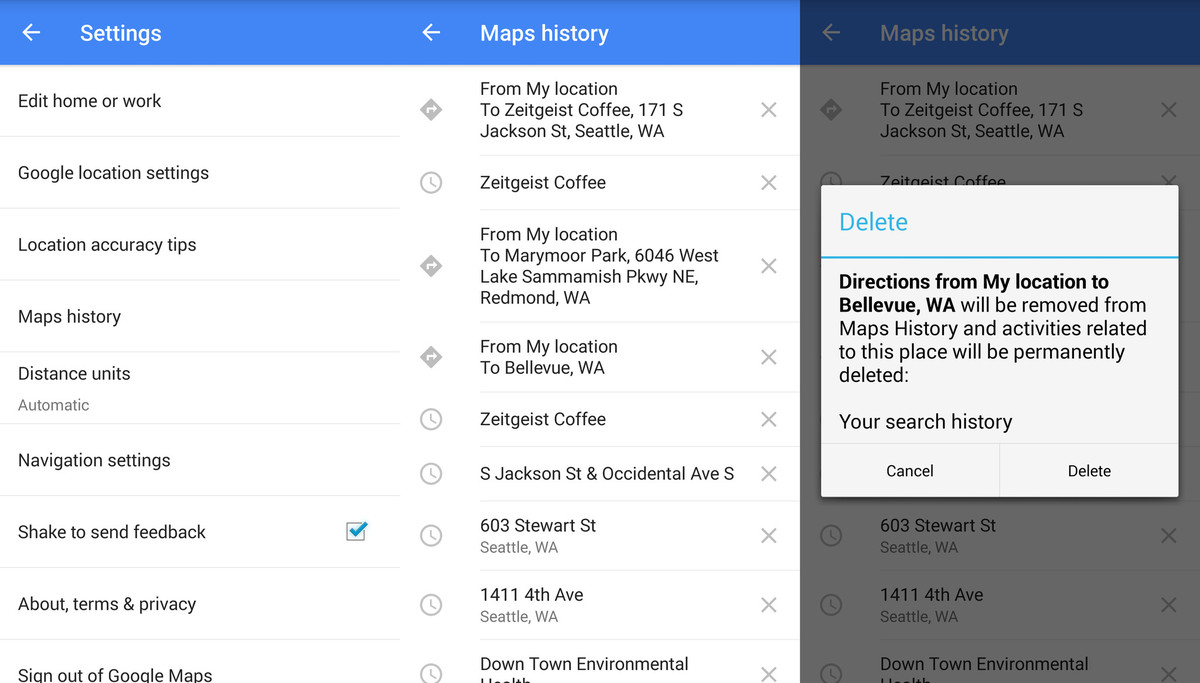 Settings
Edit home or work
Google location settings
Location accuracy tips
Maps history
Distance units
Automatic
Navigation settings
Shake to send feedback
About, terms & privacy
Sign out of Google Maps
Maps history
From My location
To Zeitgeist Coffee, 171 S
Jackson St, Seattle, WA
Zeitgeist Coffee
From My location
To Marymoor Park, 6046 West
Lake Sammamish Pkwy NE,
Redmond, WA
From My location
To Bellevue, WA
Zeitgeist Coffee
S Jackson St & Occidental Ave S
603 Stewart St
Seattle, WA
1411 4th Ave
Seattle, WA
Down Town Environmental
Health
Maps history
From My location
To Zeitgeist Coffee, 171 S
Jackson St, Seattle, WA
Zeitgeist Coffee
Delete
Directions from My location to
Bellevue, WA will be removed from
Maps History and activities related
to this place will be permanently
deleted:
Your search history
Cancel
Delete
603 Stewart St
Seattle, WA
1411 4th Ave
Seattle, WA
Down Town Environmental
Health